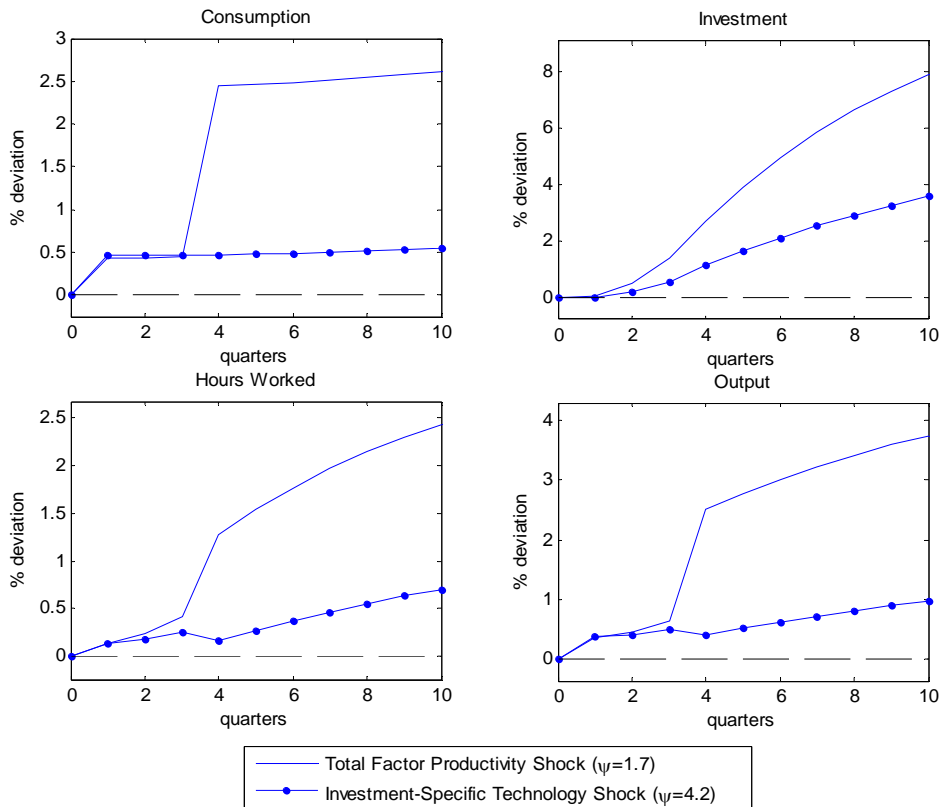 Consumption
3
2.5
2
1.5
1
0.5
0
% deviation
0 2 4 6 8 10
quarters
Investment
8
6
4
2
0
% deviation
0 2 4 6 8 10
quarters
Hours Worked
2.5
2
1.5
1
0.5
0
% deviation
0 2 4 6 8 10
quarters
Output
4
3
2
1
0
% deviation
0 2 4 6 8 10
quarters
Total Factor Productivity Shock (ψ=1.7)
Investment-Specific Technology Shock (ψ=4.2)